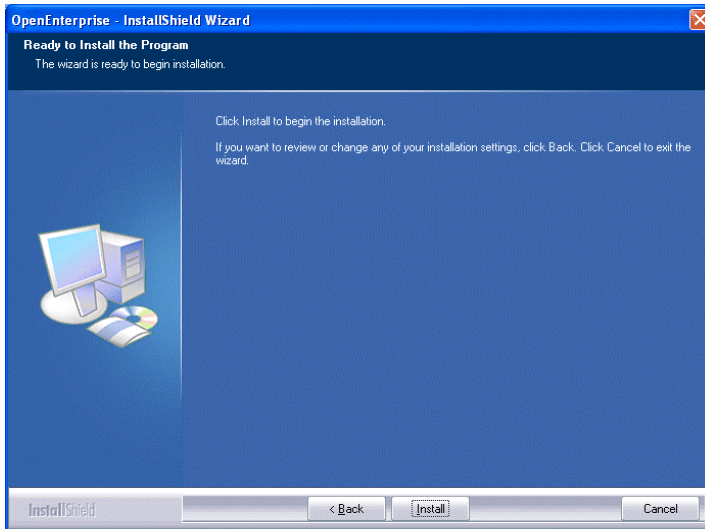 OpenEnterprise - InstallShield Wizard
Ready to Install the Program
The wizard is ready to begin installation.
Click Install to begin the installation.
If you want to review or change any of your installation settings, click Back. Click Cancel to exit the
wizard.
InstallShield
< Back
Install
Cancel